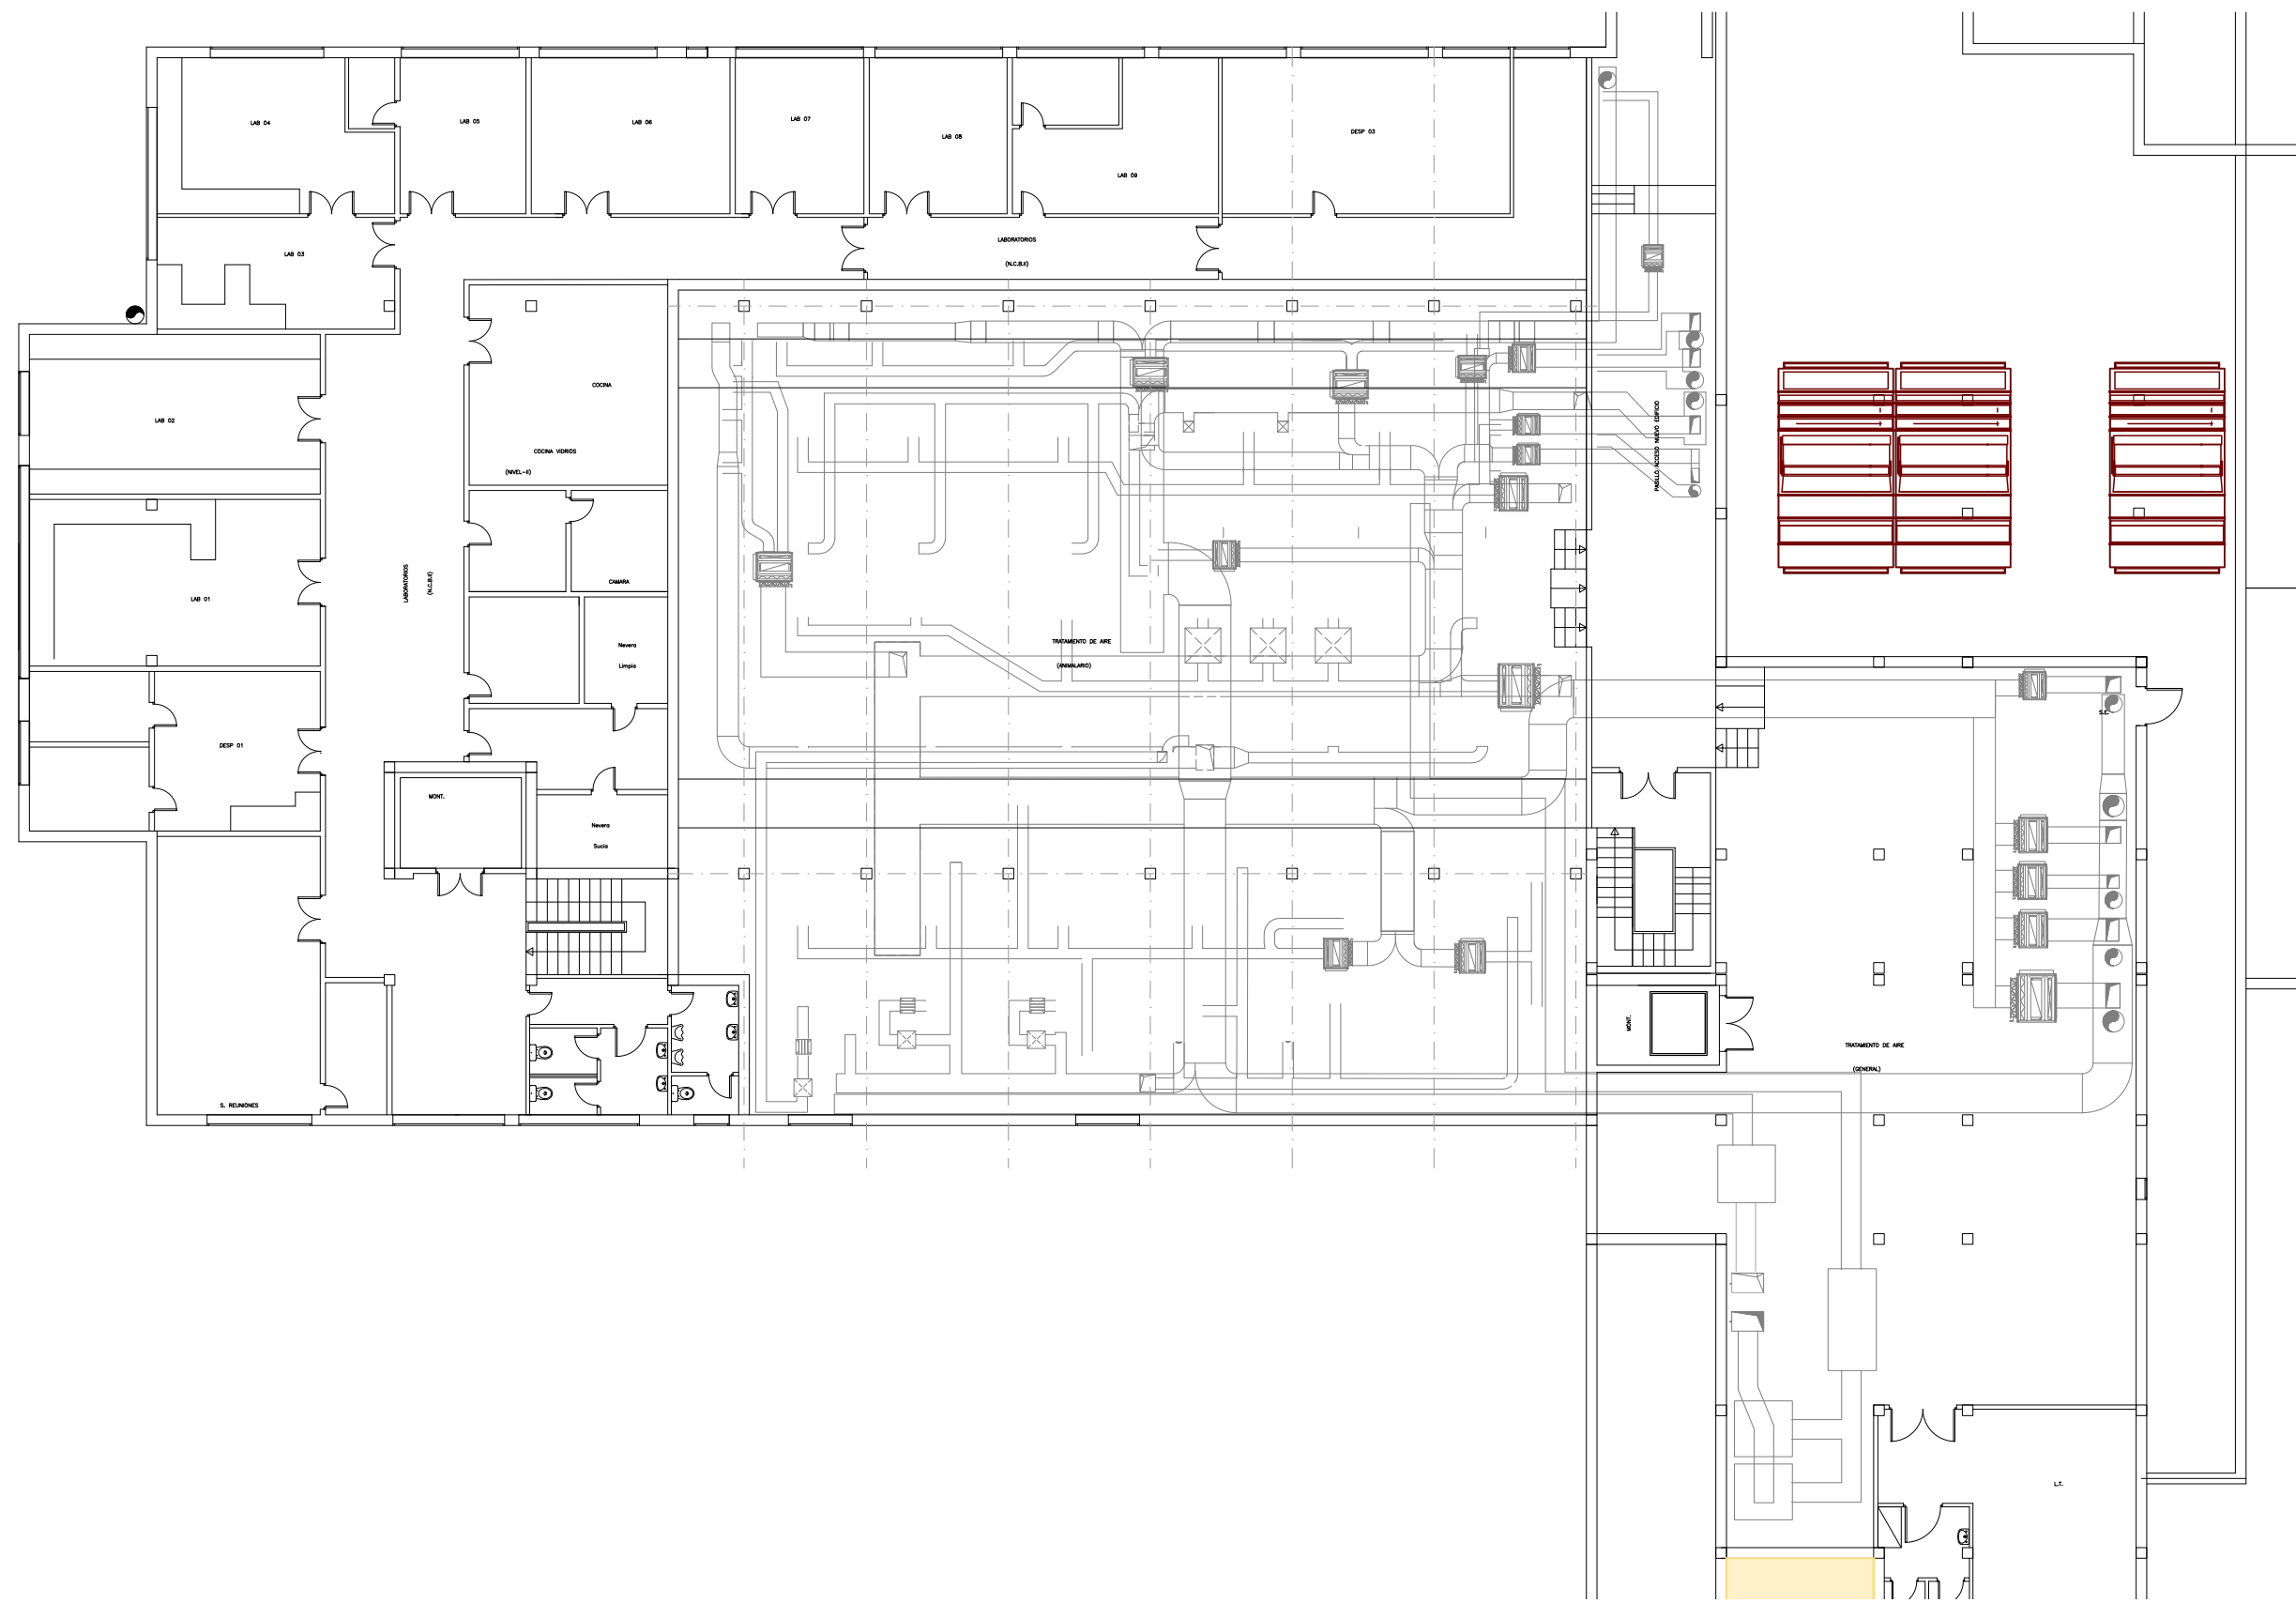 LAB 04
LAB 05
LAB 06
LAB 07
LAB 08
DESP 03
LAB 09
LAB 03
LABORATORIOS
(N.C.B.II)
COCINA
LAB 02
COCINA VIDRIOS
(NIVEL-II)
PASILLO ACCESO NUEVO EDIFICIO
LABORATORIOS
(N.C.B.II)
CAMARA
LAB 01
Nevera
Limpia
TRATAMIENTO DE AIRE
(ANIMALARIO)
DESP 01
S.E.
MONT.
Nevera
Sucia
MONT.
TRATAMIENTO DE AIRE
(GENERAL)
S. REUNIONES
L.T.